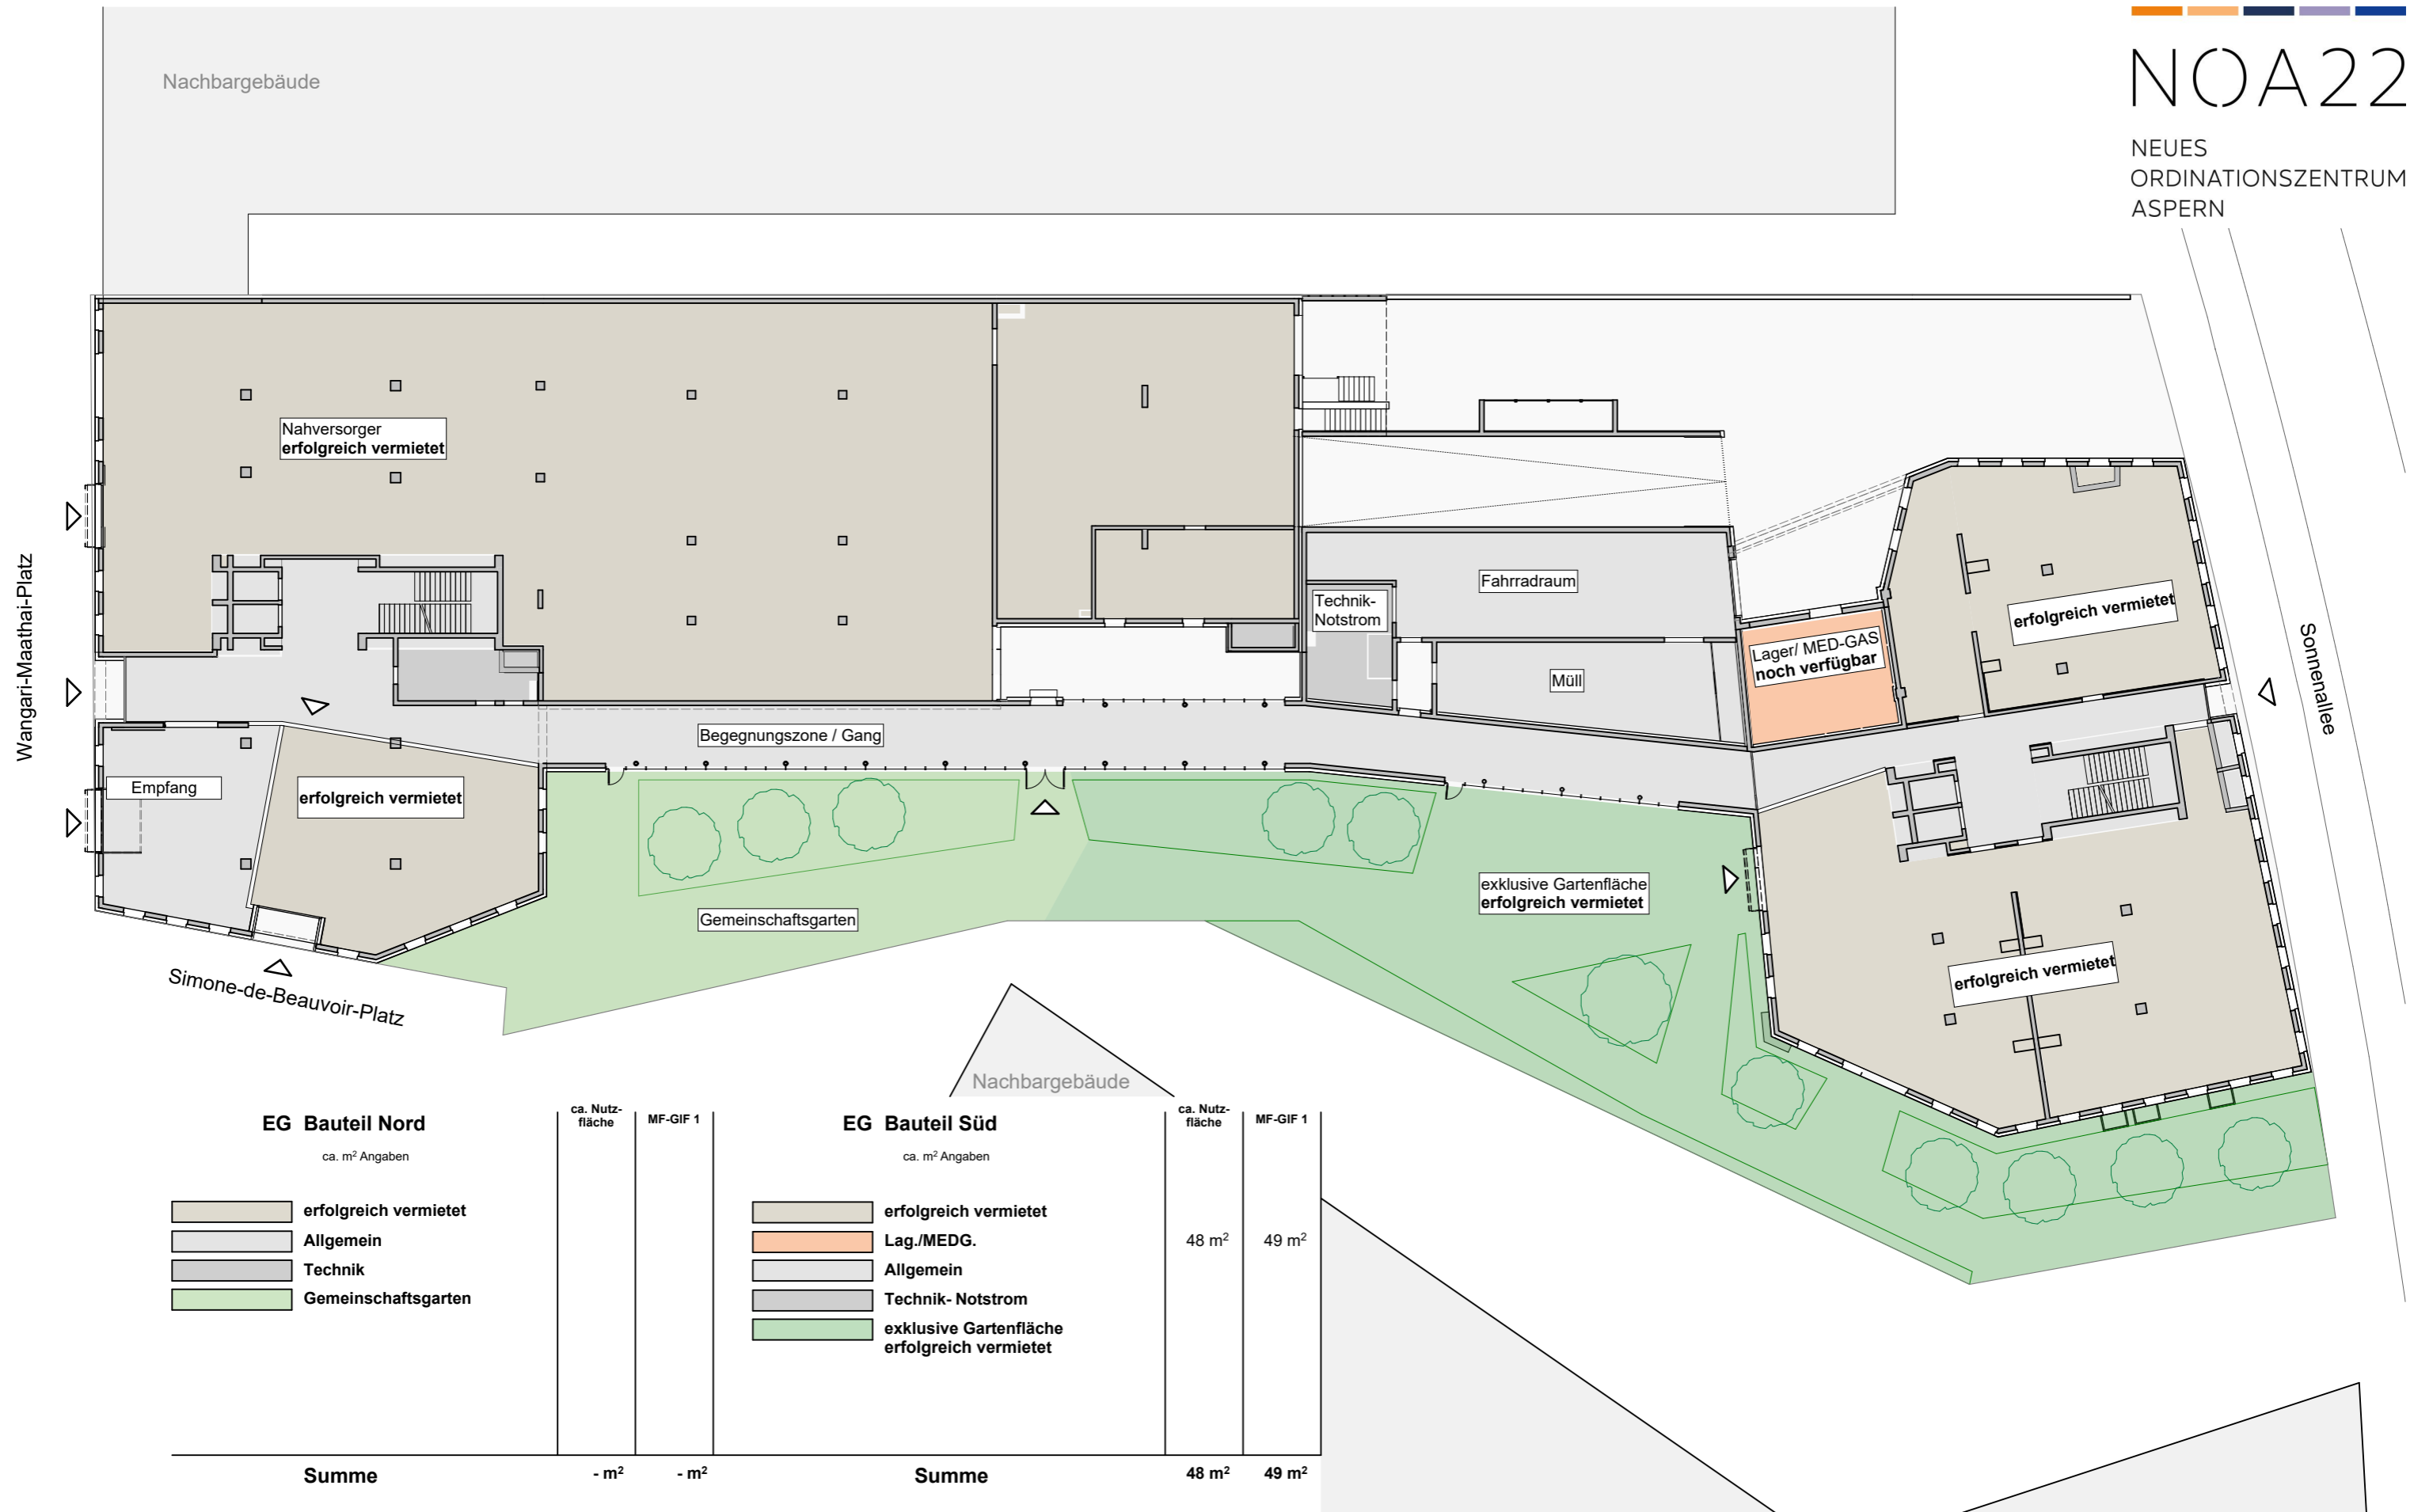 Nachbargebäude
NOA22
NEUES
ORDINATIONSZENTRUM
ASPERN
Nahversorger
erfolgreich vermietet
Wangari-Maathai-Platz
Fahrradraum
Technik-
Notstrom
Müll
Lager/ MED-GAS
noch verfügbar
erfolgreich vermietet
Sonnenallee
Begegnungszone / Gang
Empfang
erfolgreich vermietet
Gemeinschaftsgarten
exklusive Gartenfläche
erfolgreich vermietet
erfolgreich vermietet
Simone-de-Beauvoir-Platz
Nachbargebäude
EG Bauteil Nord
ca. m² Angaben
ca. Nutz-
fläche
MF-GIF 1
erfolgreich vermietet
Allgemein
Technik
Gemeinschaftsgarten
Summe - m² - m²
EG Bauteil Süd
ca. m² Angaben
ca. Nutz-
fläche
MF-GIF 1
erfolgreich vermietet
Lag./MEDG. 48 m² 49 m²
Allgemein
Technik- Notstrom
exklusive Gartenfläche
erfolgreich vermietet
Summe 48 m² 49 m²